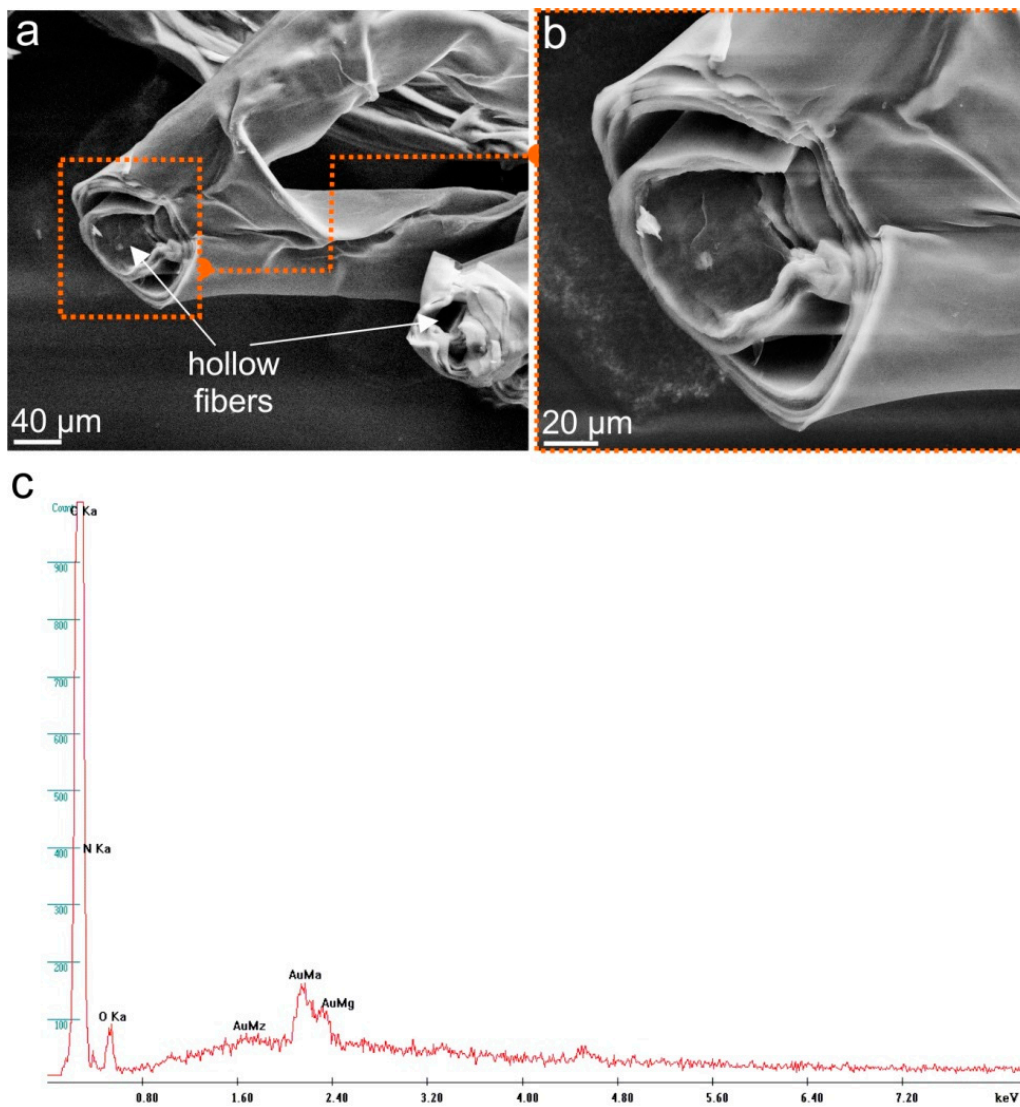 a
b
hollow
fibers
40 μm
20 μm
c
Count
C Ka
900
800
700
600
500
400
N Ka
300
200
AuMa
AuMg
100
O Ka
AuMz
0.80
1.60
2.40
3.20
4.00
4.80
5.60
6.40
7.20
keV